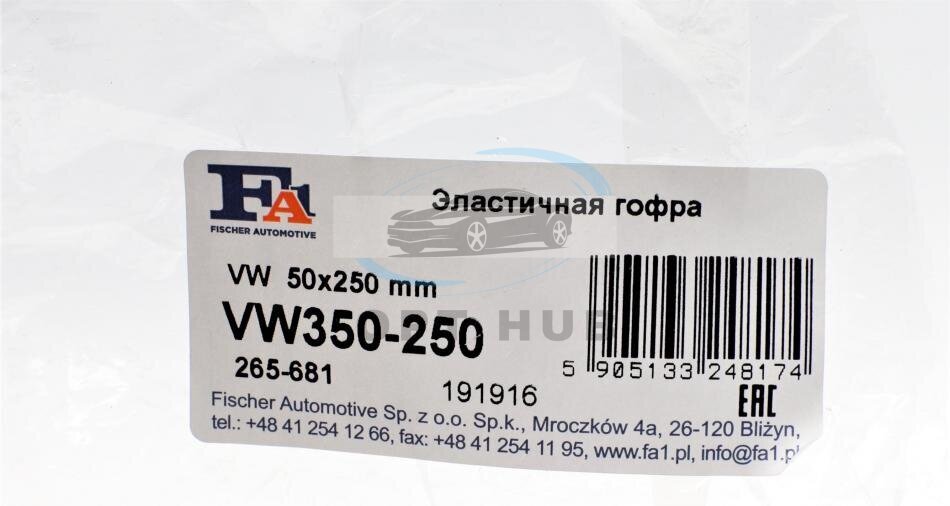 FA1
FISCHER AUTOMOTIVE
Эластичная гофра
VW 50x250 mm
VW350-250
265-681
191916
5 905133 248174
EAC
Fischer Automotive Sp. z o.o. Sp.k., Mroczków 4a, 26-120 Bliżyn,
tel.: +48 41 254 12 66, fax: +48 41 254 11 95, www.fa1.pl, info@fa1.pl
OPT HUB